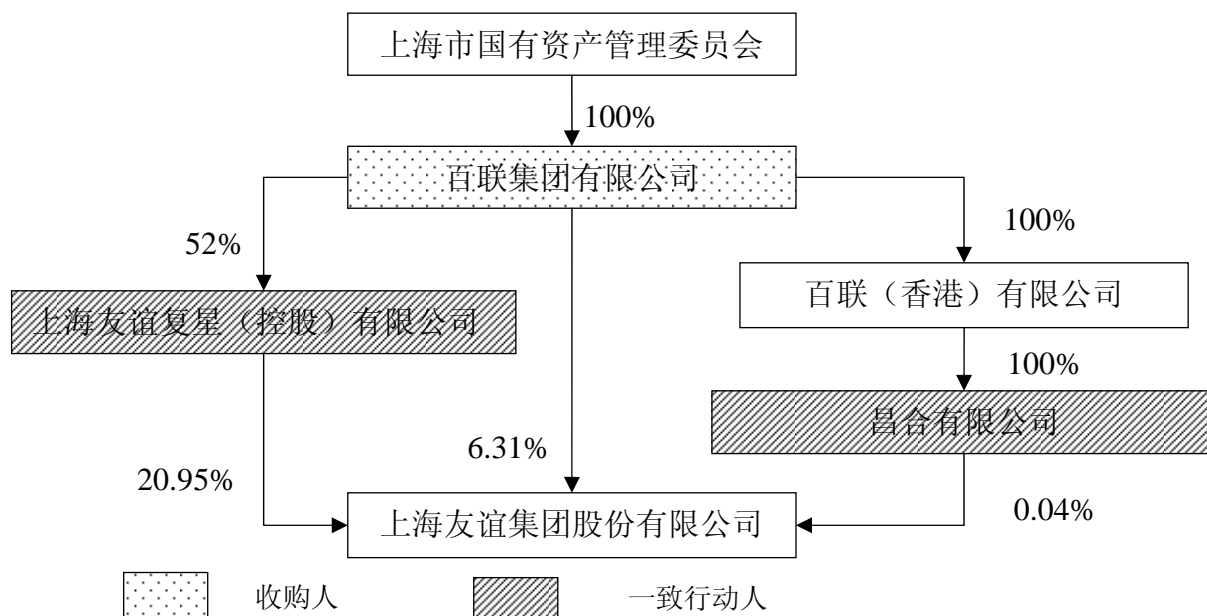 上海市国有资产管理委员会
100%
百联集团有限公司
52%
100%
百联（香港）有限公司
上海友谊复星（控股）有限公司
100%
昌合有限公司
6.31%
20.95%
0.04%
上海友谊集团股份有限公司
收购人
一致行动人